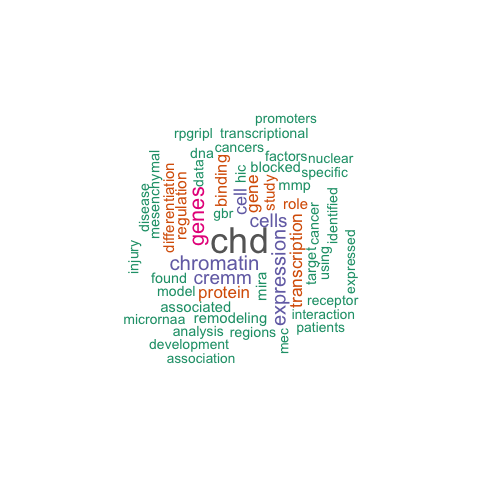 promoters
rpgripl transcriptional
cancers
dna
factors
nuclear
mesenchymal
data
binding
hic
blocked
specific
disease
differentiation
regulation
genes
cell
gene
study
mmp
gbr
cells
role
cancer
identified
injury
chd
expression
transcription
target
using
expressed
chromatin
found
cremm
mira
model
protein
receptor
associated
interaction
micrornaa
remodeling
patients
analysis
regions
mec
development
association